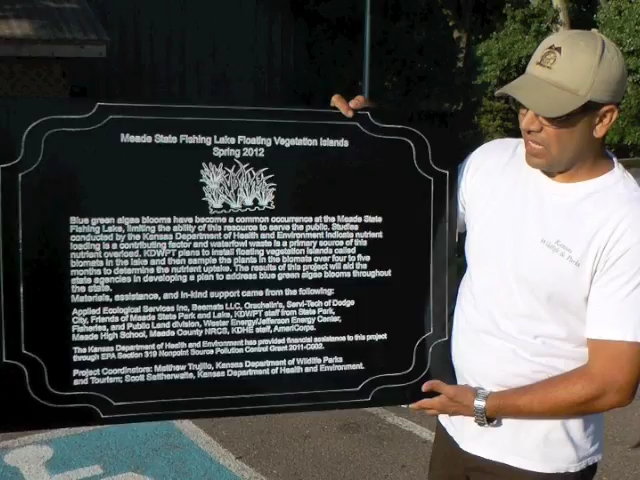 Meade State Fishing Lake Floating Vegetation Islands
Spring 2012
Blue green algae blooms have become a common occurrence at the Meade State
Fishing Lake, limiting the ability of this resource to serve the public. Studies
conducted by the Kansas Department of Health and Environment indicate nutrient
loading is a contributing factor and waterfowl waste is a primary source of this
nutrient overload. KDWPT plans to install floating vegetation islands called
biomats in the lake and then sample the plants in the biomats over four to five
months to determine the nutrient uptake. The results of this project will aid the
state agencies in developing a plan to address blue green algae blooms throughout
the state.
Materials, assistance, and in-kind support came from the following:
Applied Ecological Services Inc, Beemats LLC, Orscheln's, Servi-Tech of Dodge
City, Friends of Meade State Park and Lake, KDWPT staff from State Park,
Fisheries, and Public Land division, Wester Energy/Jefferson Energy Center,
Meade High School, Meade County NRCS, KDHE staff, AmeriCorps.
The Kansas Department of Health and Environment has provided financial assistance to this project
through EPA Section 319 Nonpoint Source Pollution Control Grant 2011-C002.
Project Coordinators: Matthew Trujillo, Kansas Department of Wildlife Parks
and Tourism; Scott Satterthwaite, Kansas Department of Health and Environment.
Kansas
Wildlife & Parks